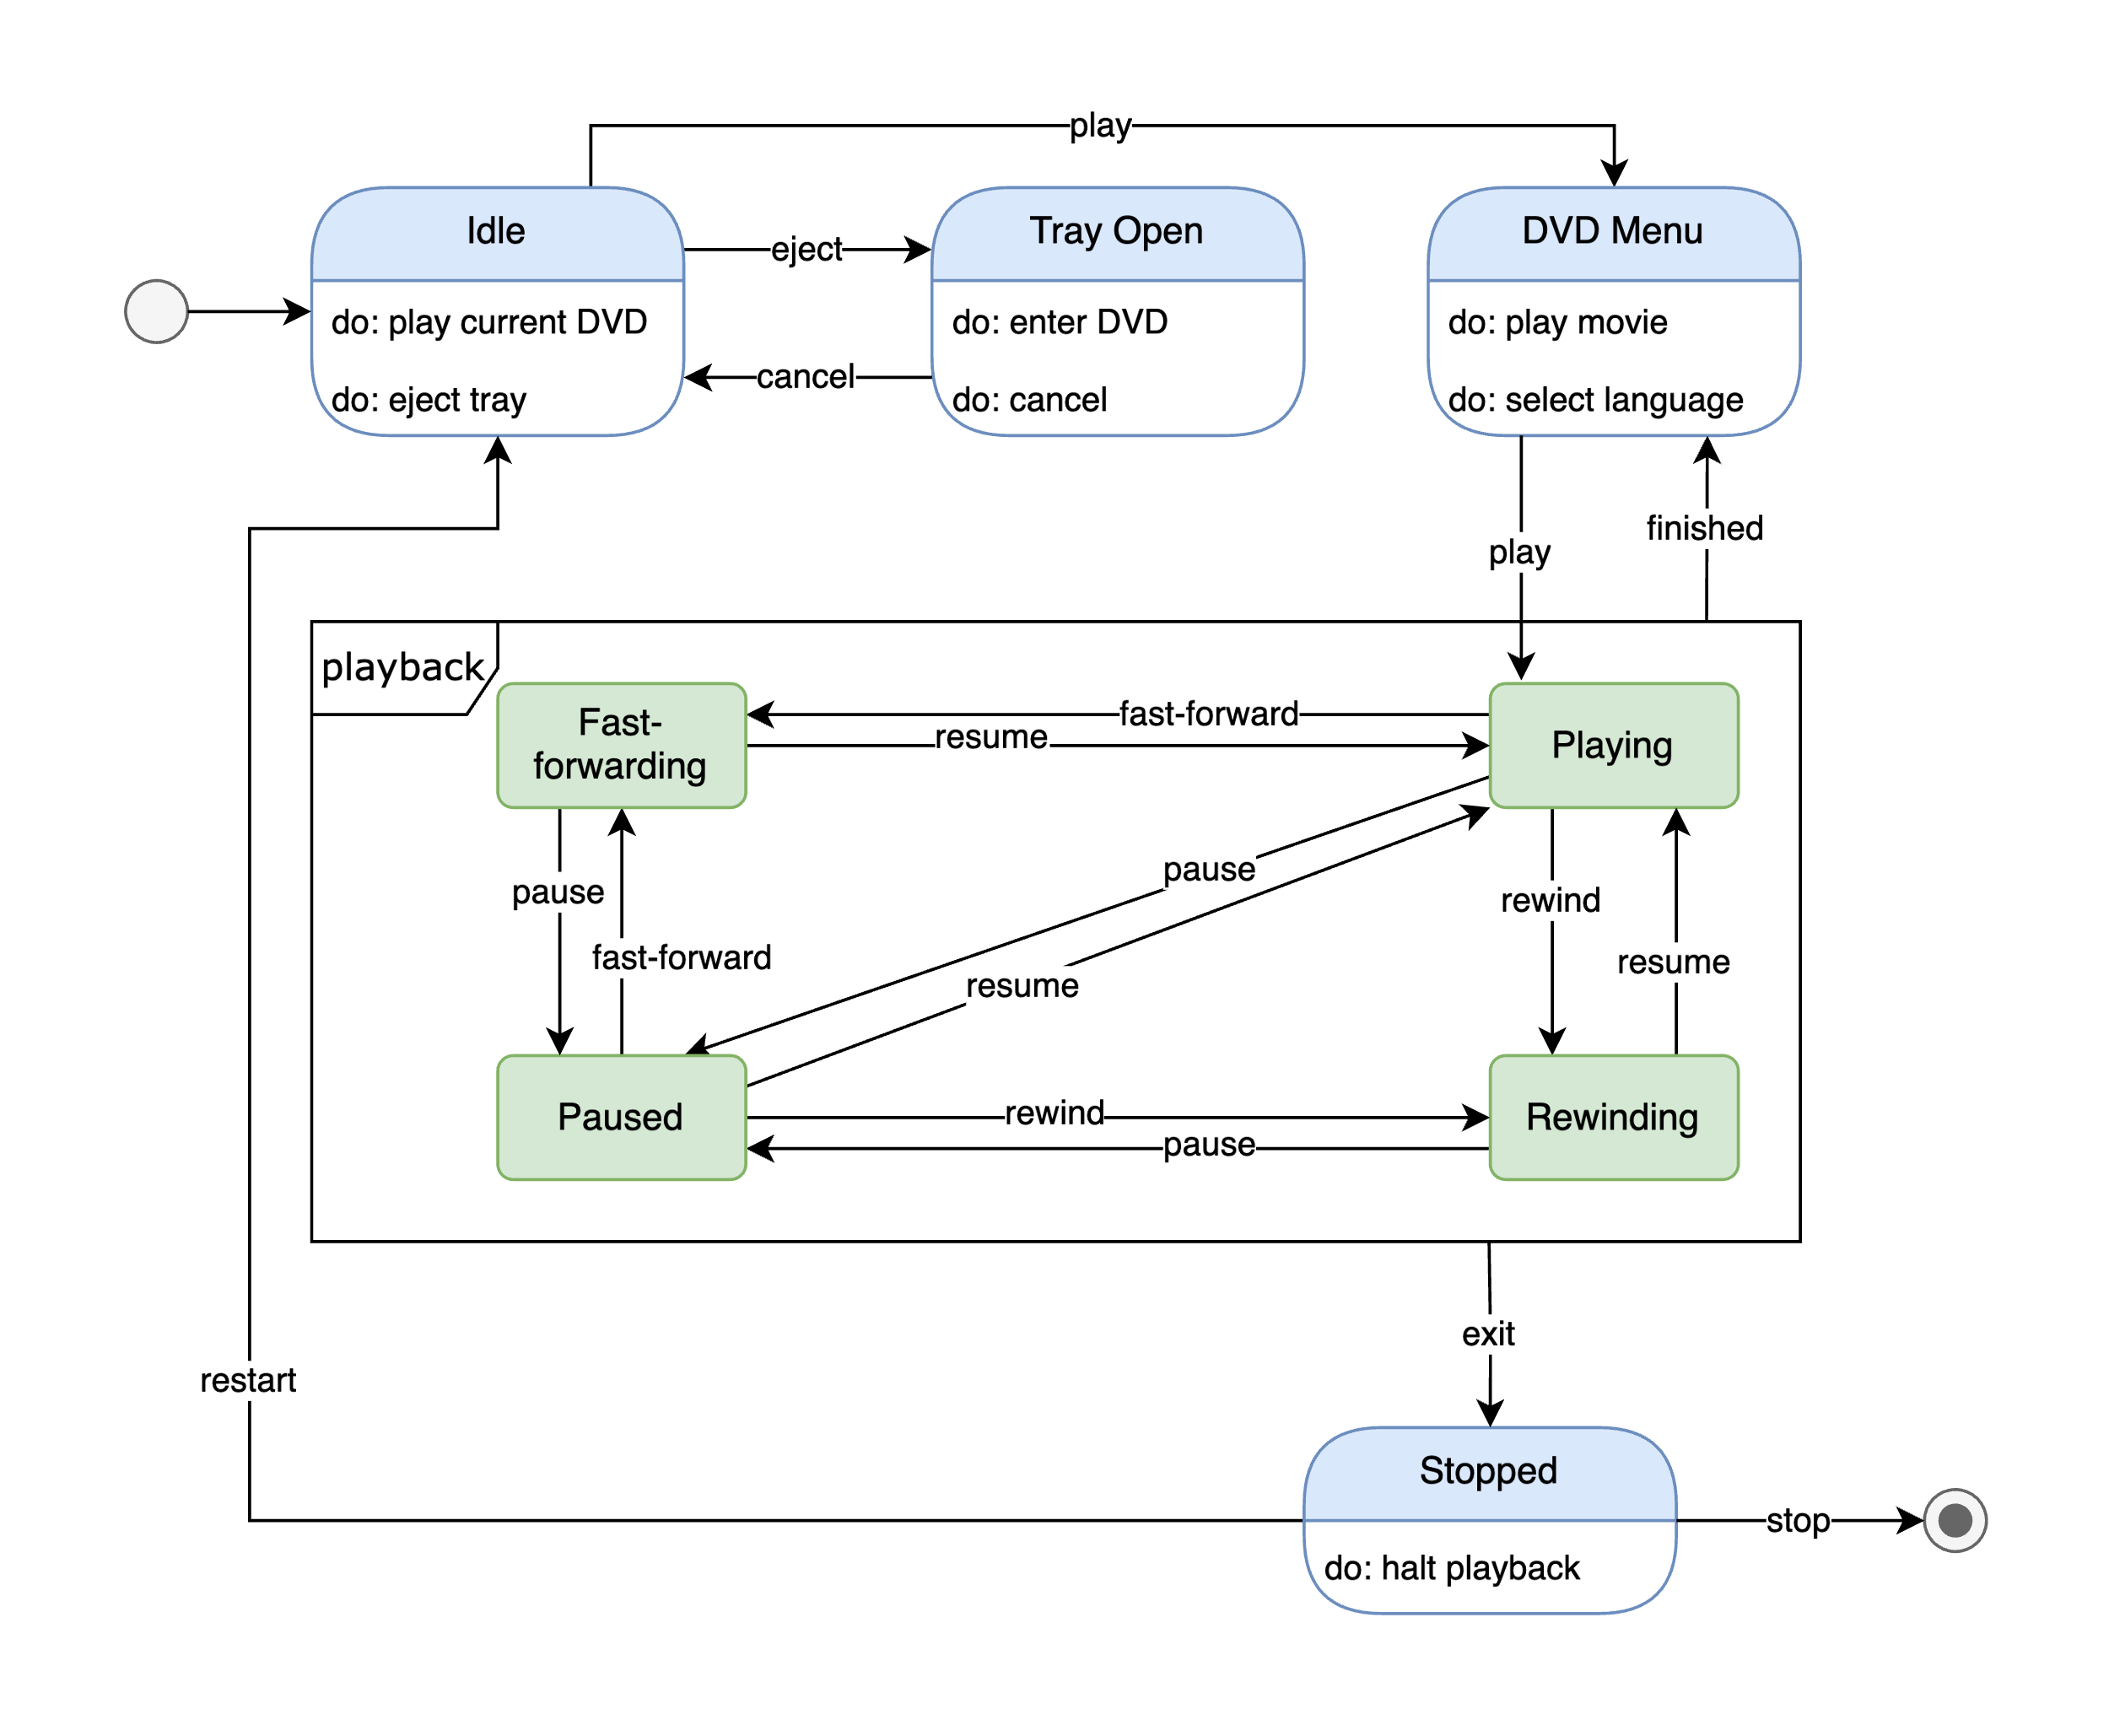 play
Idle
do: play current DVD
do: eject tray
eject
cancel
Tray Open
do: enter DVD
do: cancel
DVD Menu
do: play movie
do: select language
play
finished
playback
Fast-
forwarding
fast-forward
resume
Playing
pause
fast-forward
pause
resume
rewind
resume
Paused
rewind
pause
Rewinding
exit
restart
Stopped
do: halt playback
stop